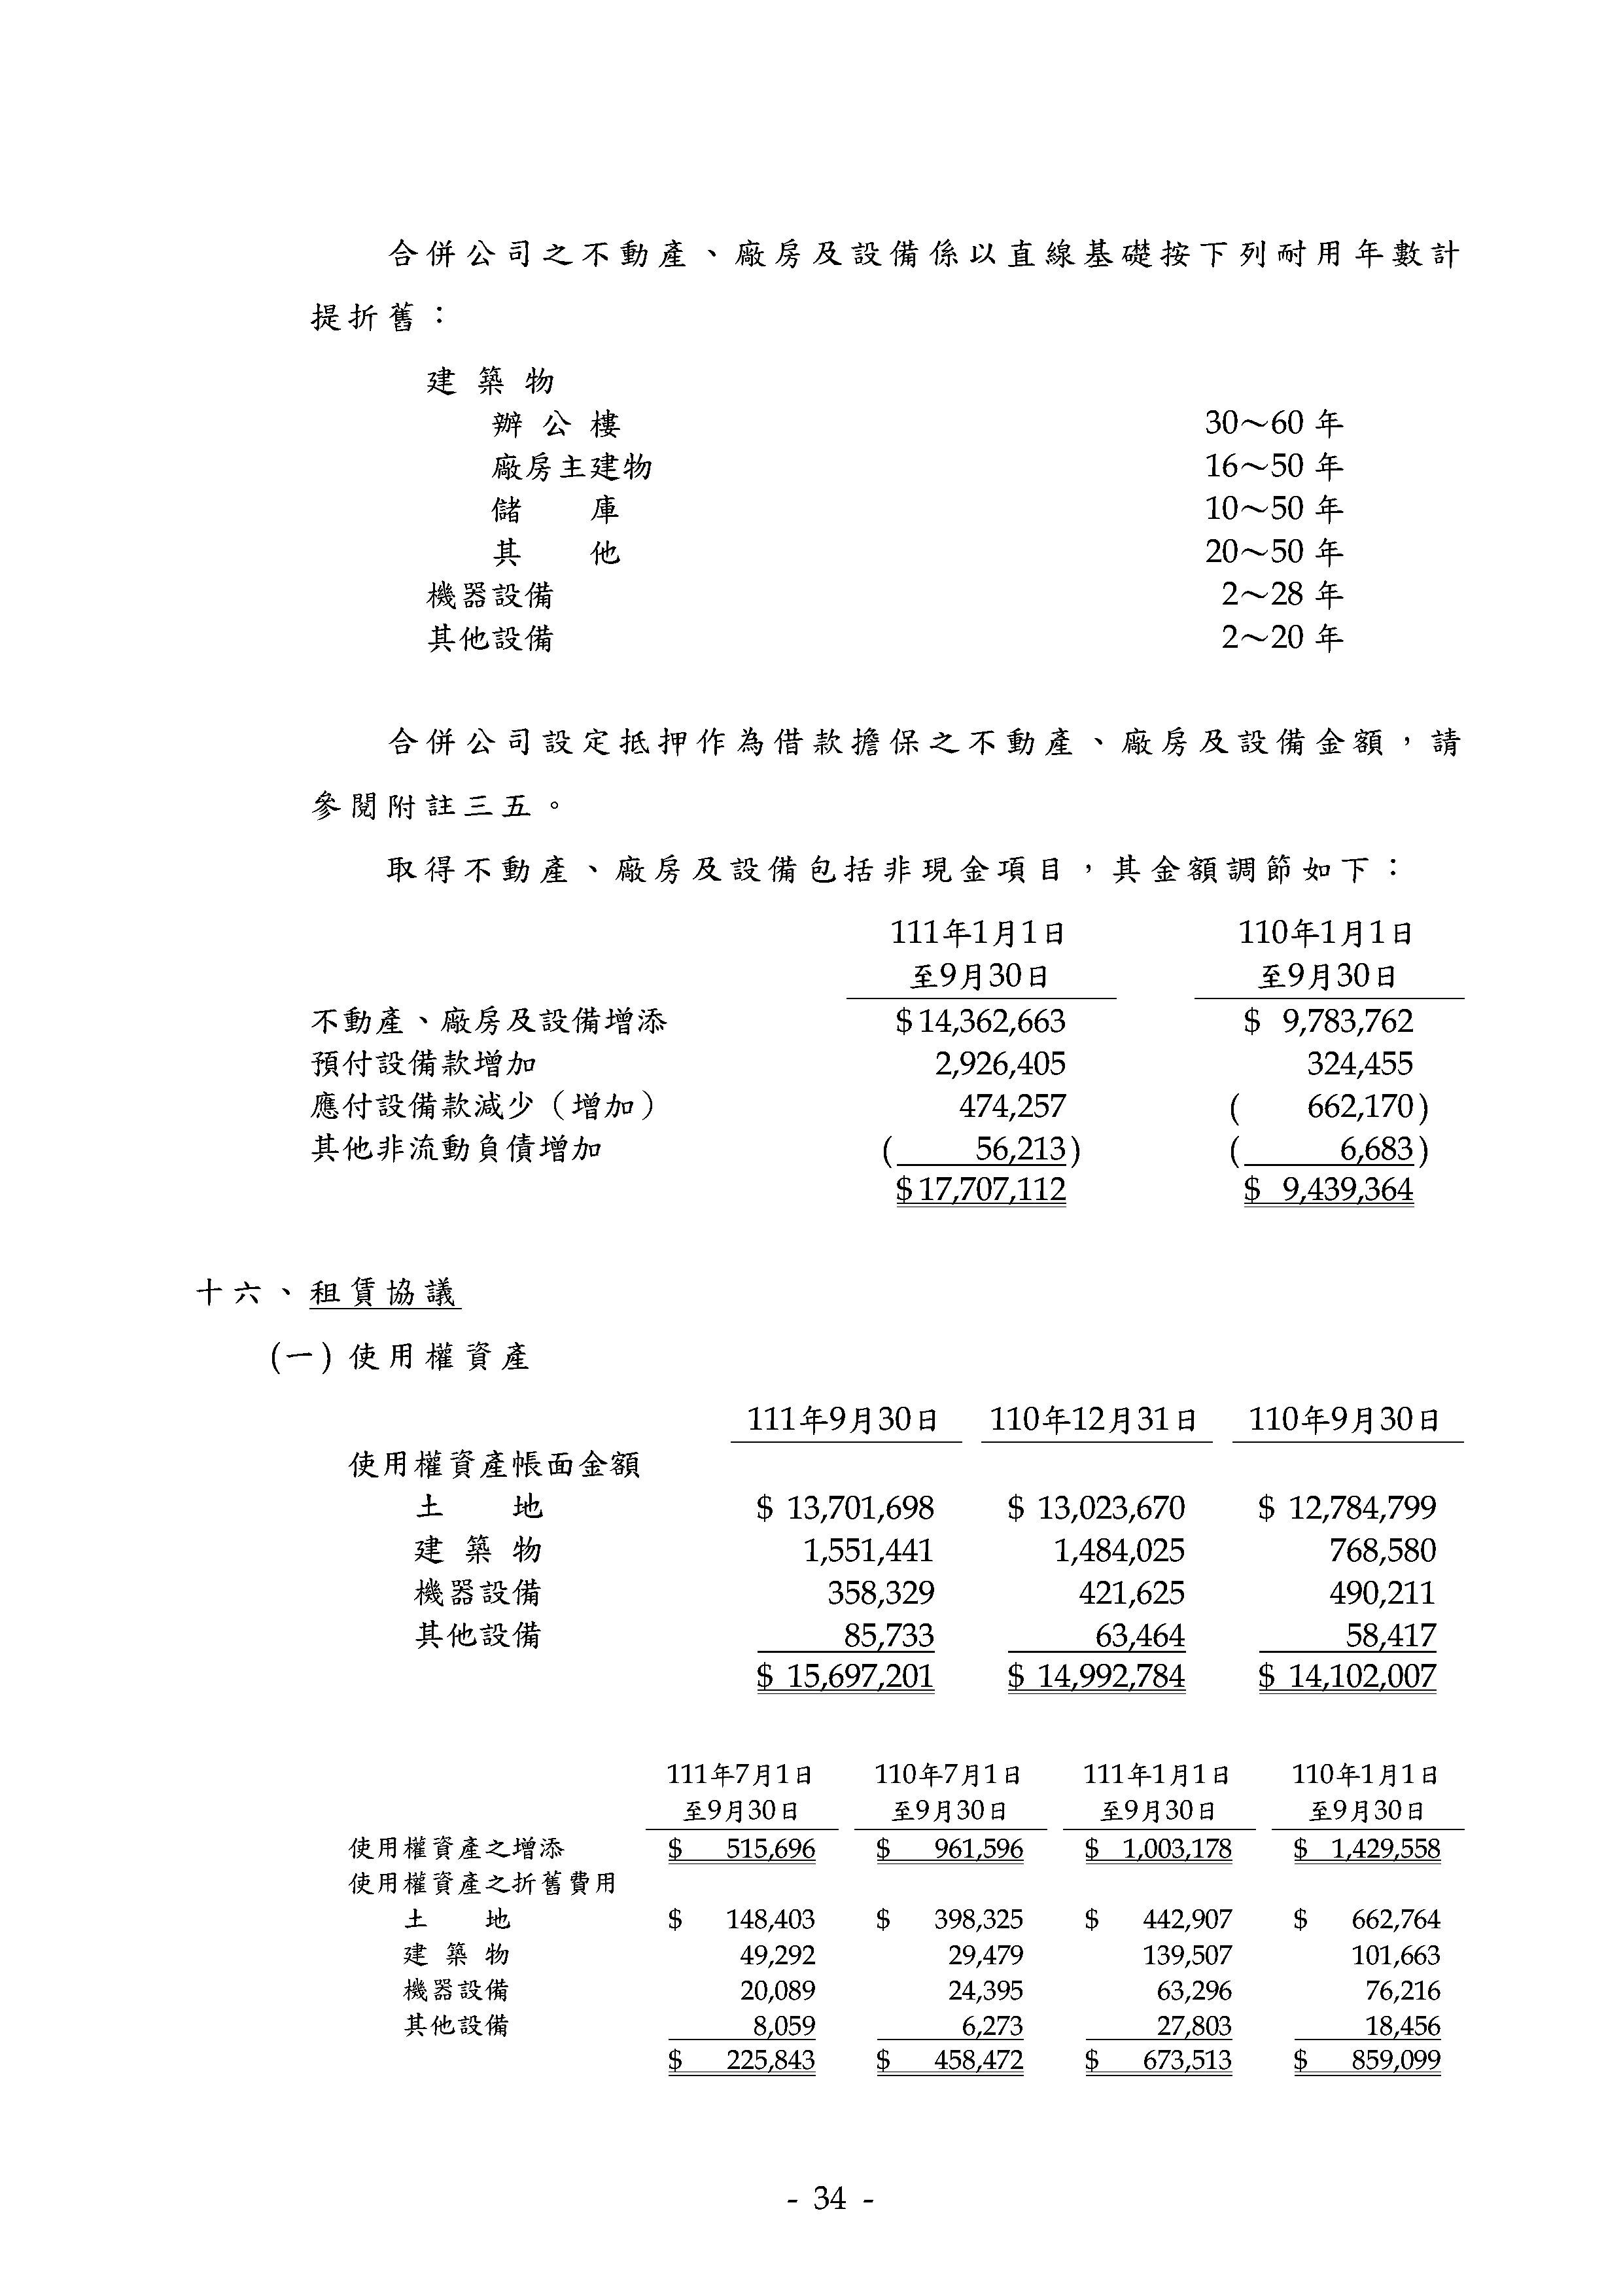 合併公司之不動產、廠房及設備係以直線基礎按下列耐用年數計
提折舊：
建築物
辦公樓 30～60 年
廠房主建物 16～50 年
儲庫 10～50 年
其他 20～50 年
機器設備 2～28 年
其他設備 2～20 年
合併公司設定抵押作為借款擔保之不動產、廠房及設備金額，請
參閱附註三五。
取得不動產、廠房及設備包括非現金項目，其金額調節如下：
111年1月1日 110年1月1日
至9月30日 至9月30日
不動產、廠房及設備增添 $14,362,663 $ 9,783,762
預付設備款增加 2,926,405 324,455
應付設備款減少（增加） 474,257 ( 662,170)
其他非流動負債增加 ( 56,213) ( 6,683)
$17,707,112 $ 9,439,364
十六、租賃協議
(一) 使用權資產
111年9月30日 110年12月31日 110年9月30日
使用權資產帳面金額
土地 $ 13,701,698 $ 13,023,670 $ 12,784,799
建築物 1,551,441 1,484,025 768,580
機器設備 358,329 421,625 490,211
其他設備 85,733 63,464 58,417
$ 15,697,201 $ 14,992,784 $ 14,102,007
111年7月1日 110年7月1日 111年1月1日 110年1月1日
至9月30日 至9月30日 至9月30日 至9月30日
使用權資產之增添 $ 515,696 $ 961,596 $ 1,003,178 $ 1,429,558
使用權資產之折舊費用
土地 $ 148,403 $ 398,325 $ 442,907 $ 662,764
建築物 49,292 29,479 139,507 101,663
機器設備 20,089 24,395 63,296 76,216
其他設備 8,059 6,273 27,803 18,456
$ 225,843 $ 458,472 $ 673,513 $ 859,099
- 34 -